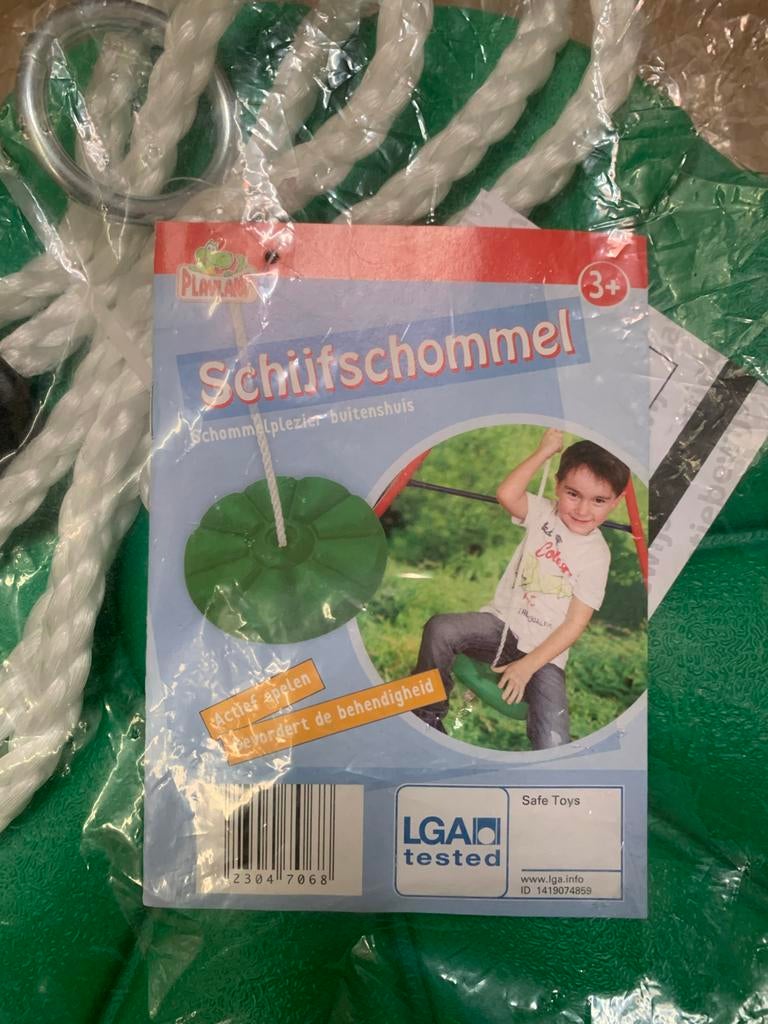 PLAYLAND
3+
Schijfschommel
Schommelplezier buitenshuis
Actief spelen
Bevordert de behendigheid
2304 7068
LGA
tested
Safe Toys
www.lga.info
ID 1419074859